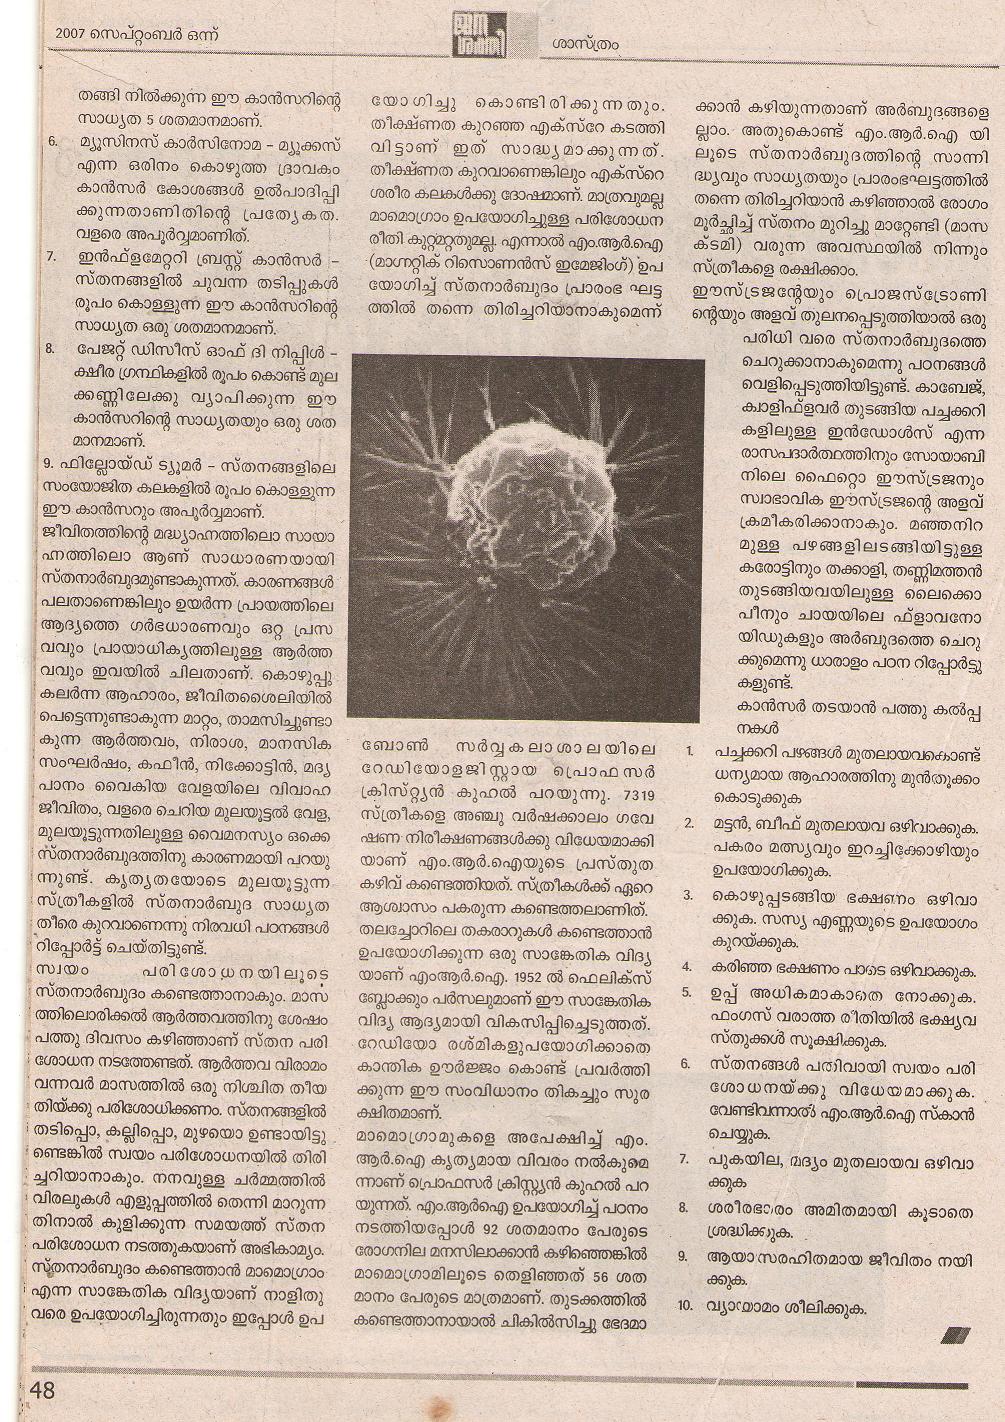 2007 സെപ്റ്റംബർ ഒന്ന്
ജന
ശക്തി
ശാസ്ത്രം
തങ്ങി നിൽക്കുന്ന ഈ കാൻസറിന്റെ
സാധ്യത 5 ശതമാനമാണ്.
6. മ്യൂസിനസ് കാർസിനോമ – മ്യൂക്കസ്
എന്ന ഒരിനം കൊഴുത്ത ദ്രാവകം
കാൻസർ കോശങ്ങൾ ഉൽപാദിപ്പി
ക്കുന്നതാണിതിന്റെ പ്രത്യേകത.
വളരെ അപൂർവ്വമാണിത്.
7. ഇൻഫ്ളമേറ്ററി ബ്രസ്റ്റ് കാൻസർ –
സ്തനങ്ങളിൽ ചുവന്ന തടിപ്പുകൾ
രൂപം കൊള്ളുന്ന ഈ കാൻസറിന്റെ
സാധ്യത ഒരു ശതമാനമാണ്.
8. പേജറ്റ് ഡിസീസ് ഓഫ് ദി നിപ്പിൾ –
ക്ഷീര ഗ്രന്ഥികളിൽ രൂപം കൊണ്ട് മുല
ക്കണ്ണിലേക്കു വ്യാപിക്കുന്ന ഈ
കാൻസറിന്റെ സാധ്യതയും ഒരു ശത
മാനമാണ്.
9. ഫില്ലോയ്ഡ് ട്യൂമർ – സ്തനങ്ങളിലെ
സംയോജിത കലകളിൽ രൂപം കൊള്ളുന്ന
ഈ കാൻസറും അപൂർവ്വമാണ്.
ജീവിതത്തിന്റെ മദ്ധ്യാഹ്നത്തിലൊ സായാ
ഹ്നത്തിലൊ ആണ് സാധാരണയായി
സ്തനാർബുദമുണ്ടാകുന്നത്. കാരണങ്ങൾ
പലതാണെങ്കിലും ഉയർന്ന പ്രായത്തിലെ
ആദ്യത്തെ ഗർഭധാരണവും ഒറ്റ പ്രസ
വവും പ്രായാധിക്യത്തിലുള്ള ആർത്ത
വവും ഇവയിൽ ചിലതാണ്. കൊഴുപ്പു
കലർന്ന ആഹാരം, ജീവിതശൈലിയിൽ
പെട്ടെന്നുണ്ടാകുന്ന മാറ്റം, താമസിച്ചുണ്ടാ
കുന്ന ആർത്തവം, നിരാശ, മാനസിക
സംഘർഷം, കഫീൻ, നിക്കോട്ടിൻ, മദ്യ
പാനം വൈകിയ വേളയിലെ വിവാഹ
ജീവിതം, വളരെ ചെറിയ മുലയൂട്ടൽ വേള,
മുലയൂട്ടുന്നതിലുള്ള വൈമനസ്യം ഒക്കെ
സ്തനാർബുദത്തിനു കാരണമായി പറയു
ന്നുണ്ട്. കൃത്യതയോടെ മുലയൂട്ടുന്ന
സ്ത്രീകളിൽ സ്തനാർബുദ സാധ്യത
തീരെ കുറവാണെന്നു നിരവധി പഠനങ്ങൾ
റിപ്പോർട്ട് ചെയ്തിട്ടുണ്ട്.
സ്വയം പരിശോധനയിലൂടെ
സ്തനാർബുദം കണ്ടെത്താനാകും. മാസ
ത്തിലൊരിക്കൽ ആർത്തവത്തിനു ശേഷം
പത്തു ദിവസം കഴിഞ്ഞാണ് സ്തന പരി
ശോധന നടത്തേണ്ടത്. ആർത്തവ വിരാമം
വന്നവർ മാസത്തിൽ ഒരു നിശ്ചിത തീയ
തിയ്ക്കു പരിശോധിക്കണം. സ്തനങ്ങളിൽ
തടിപ്പൊ, കല്ലിപ്പൊ, മുഴയൊ ഉണ്ടായിട്ടു
ണ്ടെങ്കിൽ സ്വയം പരിശോധനയിൽ തിരി
ച്ചറിയാനാകും. നനവുള്ള ചർമ്മത്തിൽ
വിരലുകൾ എളുപ്പത്തിൽ തെന്നി മാറുന്ന
തിനാൽ കുളിക്കുന്ന സമയത്ത് സ്തന
പരിശോധന നടത്തുകയാണ് അഭികാമ്യം.
സ്തനാർബുദം കണ്ടെത്താൻ മാമൊഗ്രാം
എന്ന സാങ്കേതിക വിദ്യയാണ് നാളിതു
വരെ ഉപയോഗിച്ചിരുന്നതും ഇപ്പോൾ ഉപ
യോഗിച്ചു കൊണ്ടിരിക്കുന്നതും.
തീക്ഷ്ണത കുറഞ്ഞ എക്സ്റേ കടത്തി
വിട്ടാണ് ഇത് സാദ്ധ്യമാക്കുന്നത്.
തീക്ഷ്ണത കുറവാണെങ്കിലും എക്സ്റെ
ശരീര കലകൾക്കു ദോഷമാണ്. മാത്രവുമല്ല
മാമൊഗ്രാം ഉപയോഗിച്ചുള്ള പരിശോധന
രീതി കുറ്റമറ്റതുമല്ല. എന്നാൽ എം.ആർ.ഐ
(മാഗ്നറ്റിക് റിസൊണൻസ് ഇമേജിംഗ്) ഉപ
യോഗിച്ച് സ്തനാർബുദം പ്രാരംഭ ഘട്ട
ത്തിൽ തന്നെ തിരിച്ചറിയാനാകുമെന്ന്
ബോൺ സർവ്വകലാശാലയിലെ
റേഡിയോളജിസ്റ്റായ പ്രൊഫസർ
ക്രിസ്റ്റ്യൻ കുഹൽ പറയുന്നു. 7319
സ്ത്രീകളെ അഞ്ചു വർഷക്കാലം ഗവേ
ഷണ നിരീക്ഷണങ്ങൾക്കു വിധേയമാക്കി
യാണ് എം.ആർ.ഐയുടെ പ്രസ്തുത
കഴിവ് കണ്ടെത്തിയത്. സ്ത്രീകൾക്ക് ഏറെ
ആശ്വാസം പകരുന്ന കണ്ടെത്തലാണിത്.
തലച്ചോറിലെ തകരാറുകൾ കണ്ടെത്താൻ
ഉപയോഗിക്കുന്ന ഒരു സാങ്കേതിക വിദ്യ
യാണ് എംആർ.ഐ. 1952 ൽ ഫെലിക്സ്
ബ്ലോക്കും പർസലുമാണ് ഈ സാങ്കേതിക
വിദ്യ ആദ്യമായി വികസിപ്പിച്ചെടുത്തത്.
റേഡിയോ രശ്മികളുപയോഗിക്കാതെ
കാന്തിക ഊർജ്ജം കൊണ്ട് പ്രവർത്തി
ക്കുന്ന ഈ സംവിധാനം തികച്ചും സുര
ക്ഷിതമാണ്.
മാമൊഗ്രാമുകളെ അപേക്ഷിച്ച് എം.
ആർ.ഐ കൃത്യമായ വിവരം നൽകുമെ
ന്നാണ് പ്രൊഫസർ ക്രിസ്റ്റ്യൻ കുഹൽ പറ
യുന്നത്. എം.ആർഐ ഉപയോഗിച്ച് പഠനം
നടത്തിയപ്പോൾ 92 ശതമാനം പേരുടെ
രോഗനില മനസിലാക്കാൻ കഴിഞ്ഞെങ്കിൽ
മാമൊഗ്രാമിലൂടെ തെളിഞ്ഞത് 56 ശത
മാനം പേരുടെ മാത്രമാണ്. തുടക്കത്തിൽ
കണ്ടെത്താനായാൽ ചികിൽസിച്ചു ഭേദമാ
ക്കാൻ കഴിയുന്നതാണ് അർബുദങ്ങളെ
ല്ലാം. അതുകൊണ്ട് എം.ആർ.ഐ യി
ലൂടെ സ്തനാർബുദത്തിന്റെ സാന്നി
ദ്ധ്യവും സാധ്യതയും പ്രാരംഭഘട്ടത്തിൽ
തന്നെ തിരിച്ചറിയാൻ കഴിഞ്ഞാൽ രോഗം
മൂർച്ഛിച്ച് സ്തനം മുറിച്ചു മാറ്റേണ്ടി (മാസ
ക്ടമി) വരുന്ന അവസ്ഥയിൽ നിന്നും
സ്ത്രീകളെ രക്ഷിക്കാം.
ഈസ്ട്രജന്റേയും പ്രൊജസ്ട്രോണി
ന്റെയും അളവ് തുലനപ്പെടുത്തിയാൽ ഒരു
പരിധി വരെ സ്തനാർബുദത്തെ
ചെറുക്കാനാകുമെന്നു പഠനങ്ങൾ
വെളിപ്പെടുത്തിയിട്ടുണ്ട്. കാബേജ്,
ക്വാളിഫ്ളവർ തുടങ്ങിയ പച്ചക്കറി
കളിലുള്ള ഇൻഡോൾസ് എന്ന
രാസപദാർത്ഥത്തിനും സോയാബി
നിലെ ഫൈറ്റൊ ഈസ്ട്രജനും
സ്വാഭാവിക ഈസ്ട്രജന്റെ അളവ്
ക്രമീകരിക്കാനാകും. മഞ്ഞനിറ
മുള്ള പഴങ്ങളിലടങ്ങിയിട്ടുള്ള
കരോട്ടിനും തക്കാളി, തണ്ണിമത്തൻ
തുടങ്ങിയവയിലുള്ള ലൈക്കൊ
പീനും ചായയിലെ ഫ്ളാവനോ
യിഡുകളും അർബുദത്തെ ചെറു
ക്കുമെന്നു ധാരാളം പഠന റിപ്പോർട്ടു
കളുണ്ട്.
കാൻസർ തടയാൻ പത്തു കൽപ്പ
നകൾ
1. പച്ചക്കറി പഴങ്ങൾ മുതലായവകൊണ്ട്
ധന്യമായ ആഹാരത്തിനു മുൻതൂക്കം
കൊടുക്കുക
2. മട്ടൻ, ബീഫ് മുതലായവ ഒഴിവാക്കുക.
പകരം മത്സ്യവും ഇറച്ചിക്കോഴിയും
ഉപയോഗിക്കുക.
3. കൊഴുപ്പടങ്ങിയ ഭക്ഷണം ഒഴിവാ
ക്കുക. സസ്യ എണ്ണയുടെ ഉപയോഗം
കുറയ്ക്കുക.
4. കരിഞ്ഞ ഭക്ഷണം പാടെ ഒഴിവാക്കുക.
5. ഉപ്പ് അധികമാകാതെ നോക്കുക.
ഫംഗസ് വരാത്ത രീതിയിൽ ഭക്ഷ്യവ
സ്തുക്കൾ സൂക്ഷിക്കുക.
6. സ്തനങ്ങൾ പതിവായി സ്വയം പരി
ശോധനയ്ക്കു വിധേയമാക്കുക.
വേണ്ടിവന്നാൽ എം.ആർ.ഐ സ്കാൻ
ചെയ്യുക.
7. പുകയില, മദ്യം മുതലായവ ഒഴിവാ
ക്കുക
8. ശരീരഭാരം അമിതമായി കൂടാതെ
ശ്രദ്ധിക്കുക.
9. ആയാസരഹിതമായ ജീവിതം നയി
ക്കുക.
10. വ്യായാമം ശീലിക്കുക.
48